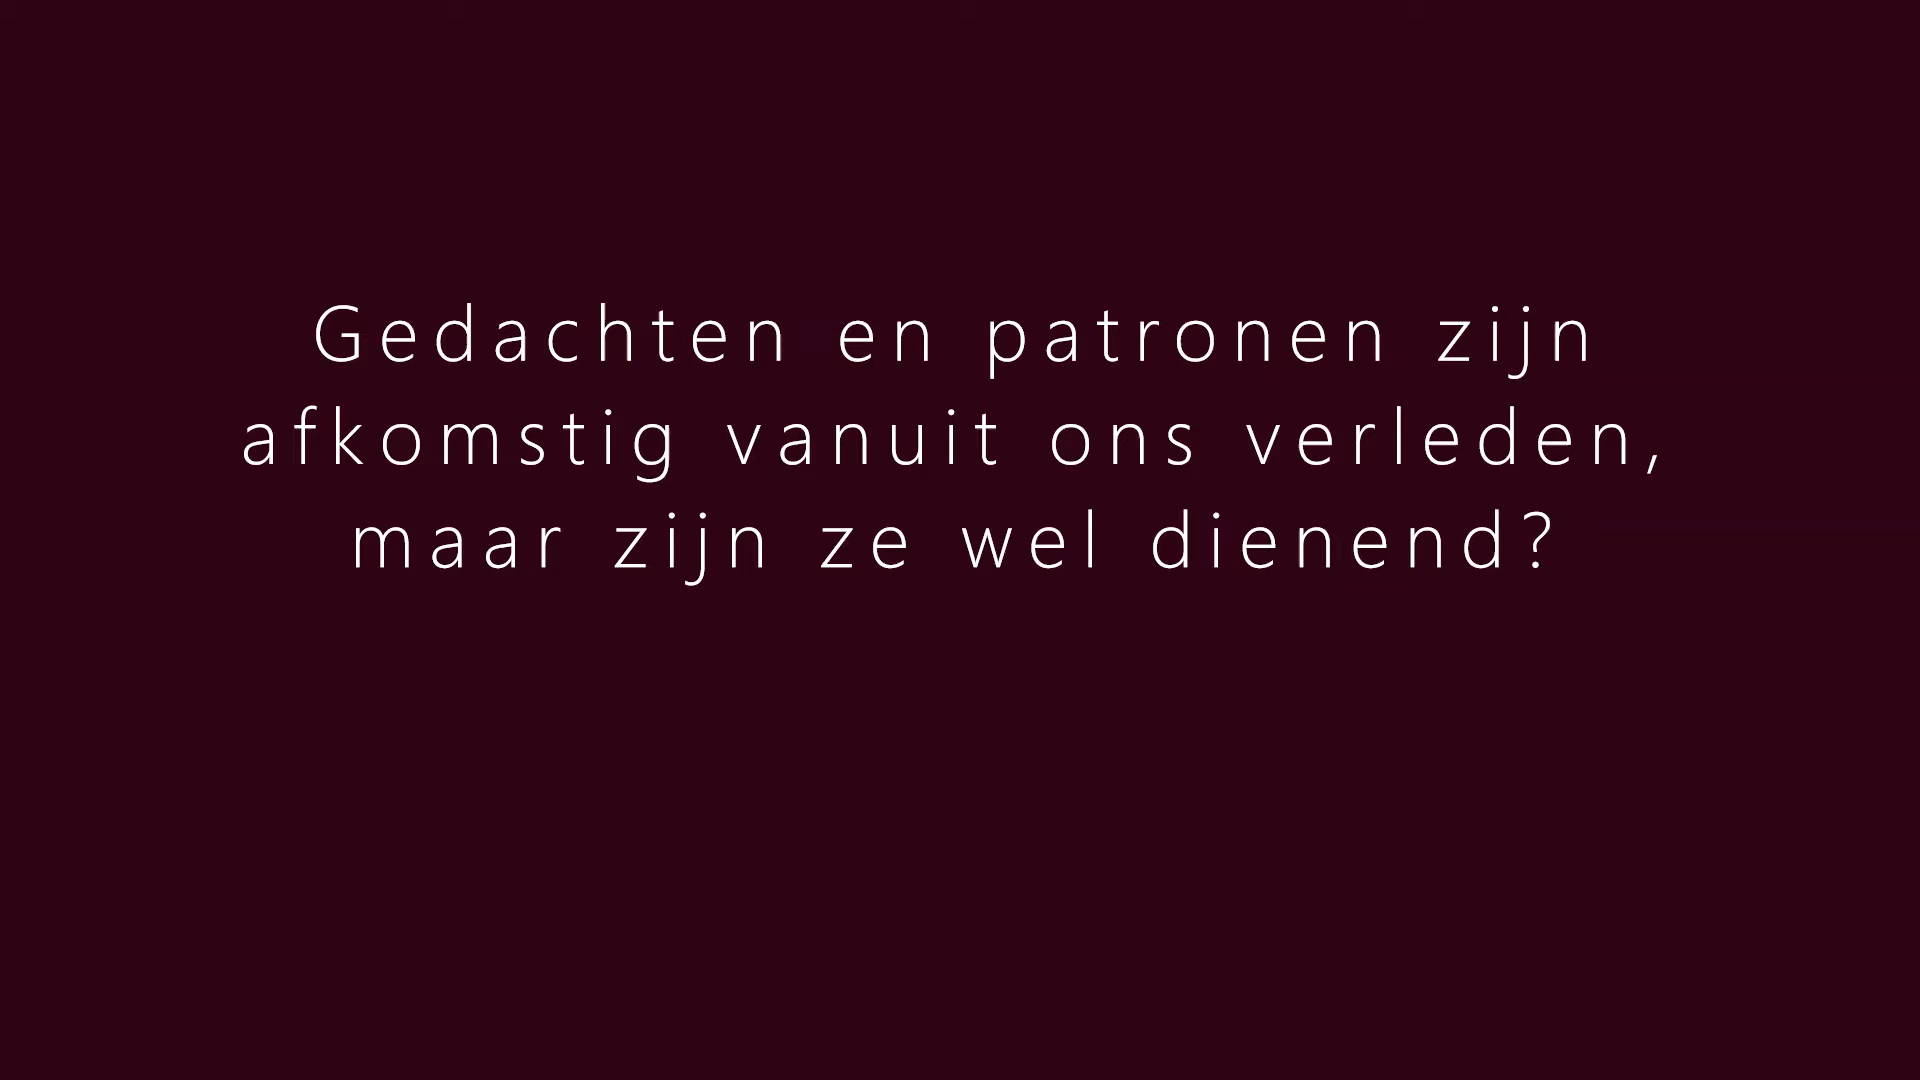 Gedachten en patronen zijn
afkomstig vanuit ons verleden,
maar zijn ze wel dienend?